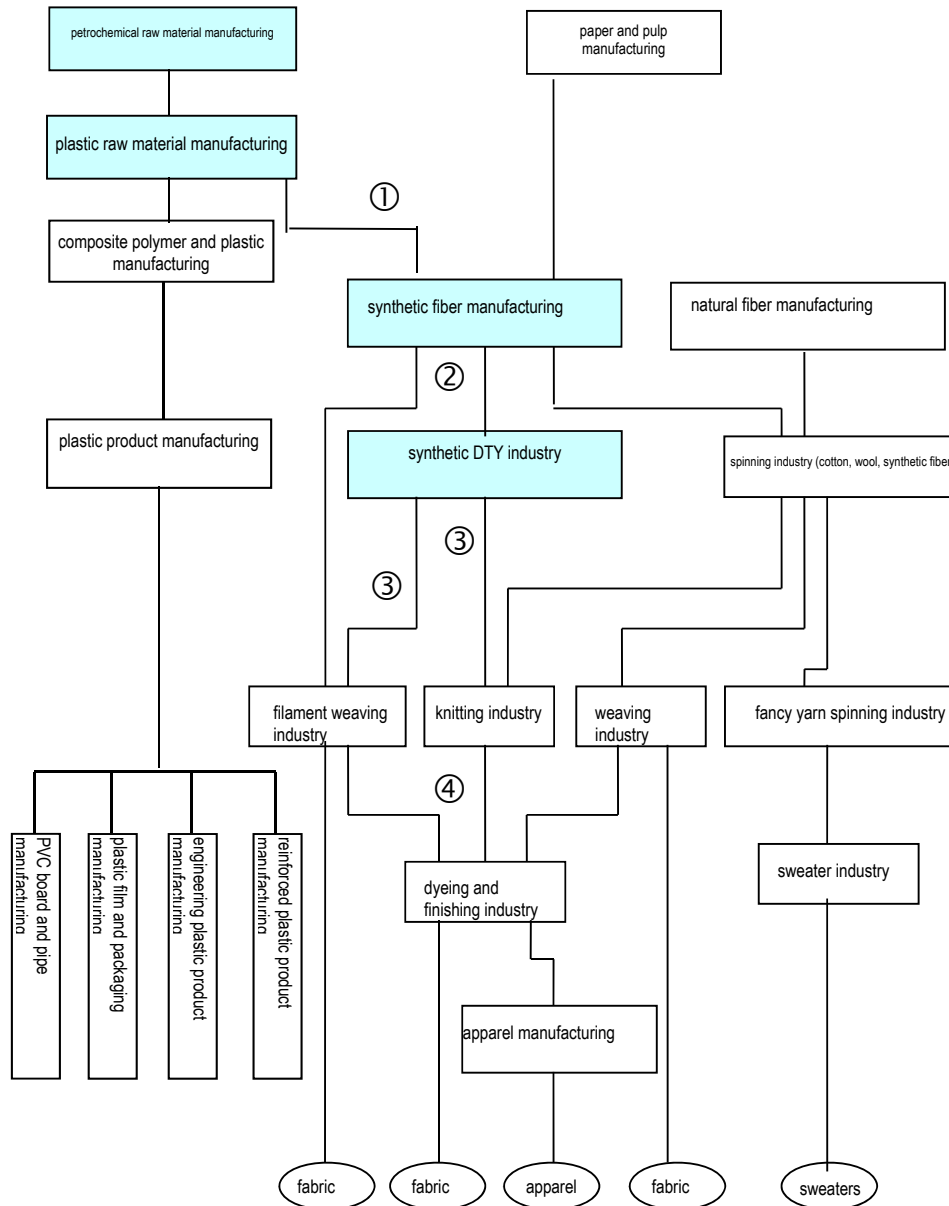 petrochemical raw material manufacturing
paper and pulp
manufacturing
plastic raw material manufacturing
①
composite polymer and plastic
manufacturing
synthetic fiber manufacturing
natural fiber manufacturing
②
plastic product manufacturing
synthetic DTY industry
spinning industry (cotton, wool, synthetic fiber
③
③
filament weaving
industry
knitting industry
weaving
industry
fancy yarn spinning industry
④
PVC board and pipe
manufacturing
plastic film and packaging
manufacturing
engineering plastic product
manufacturing
reinforced plastic product
manufacturing
dyeing and
finishing industry
sweater industry
apparel manufacturing
fabric
fabric
apparel
fabric
sweaters